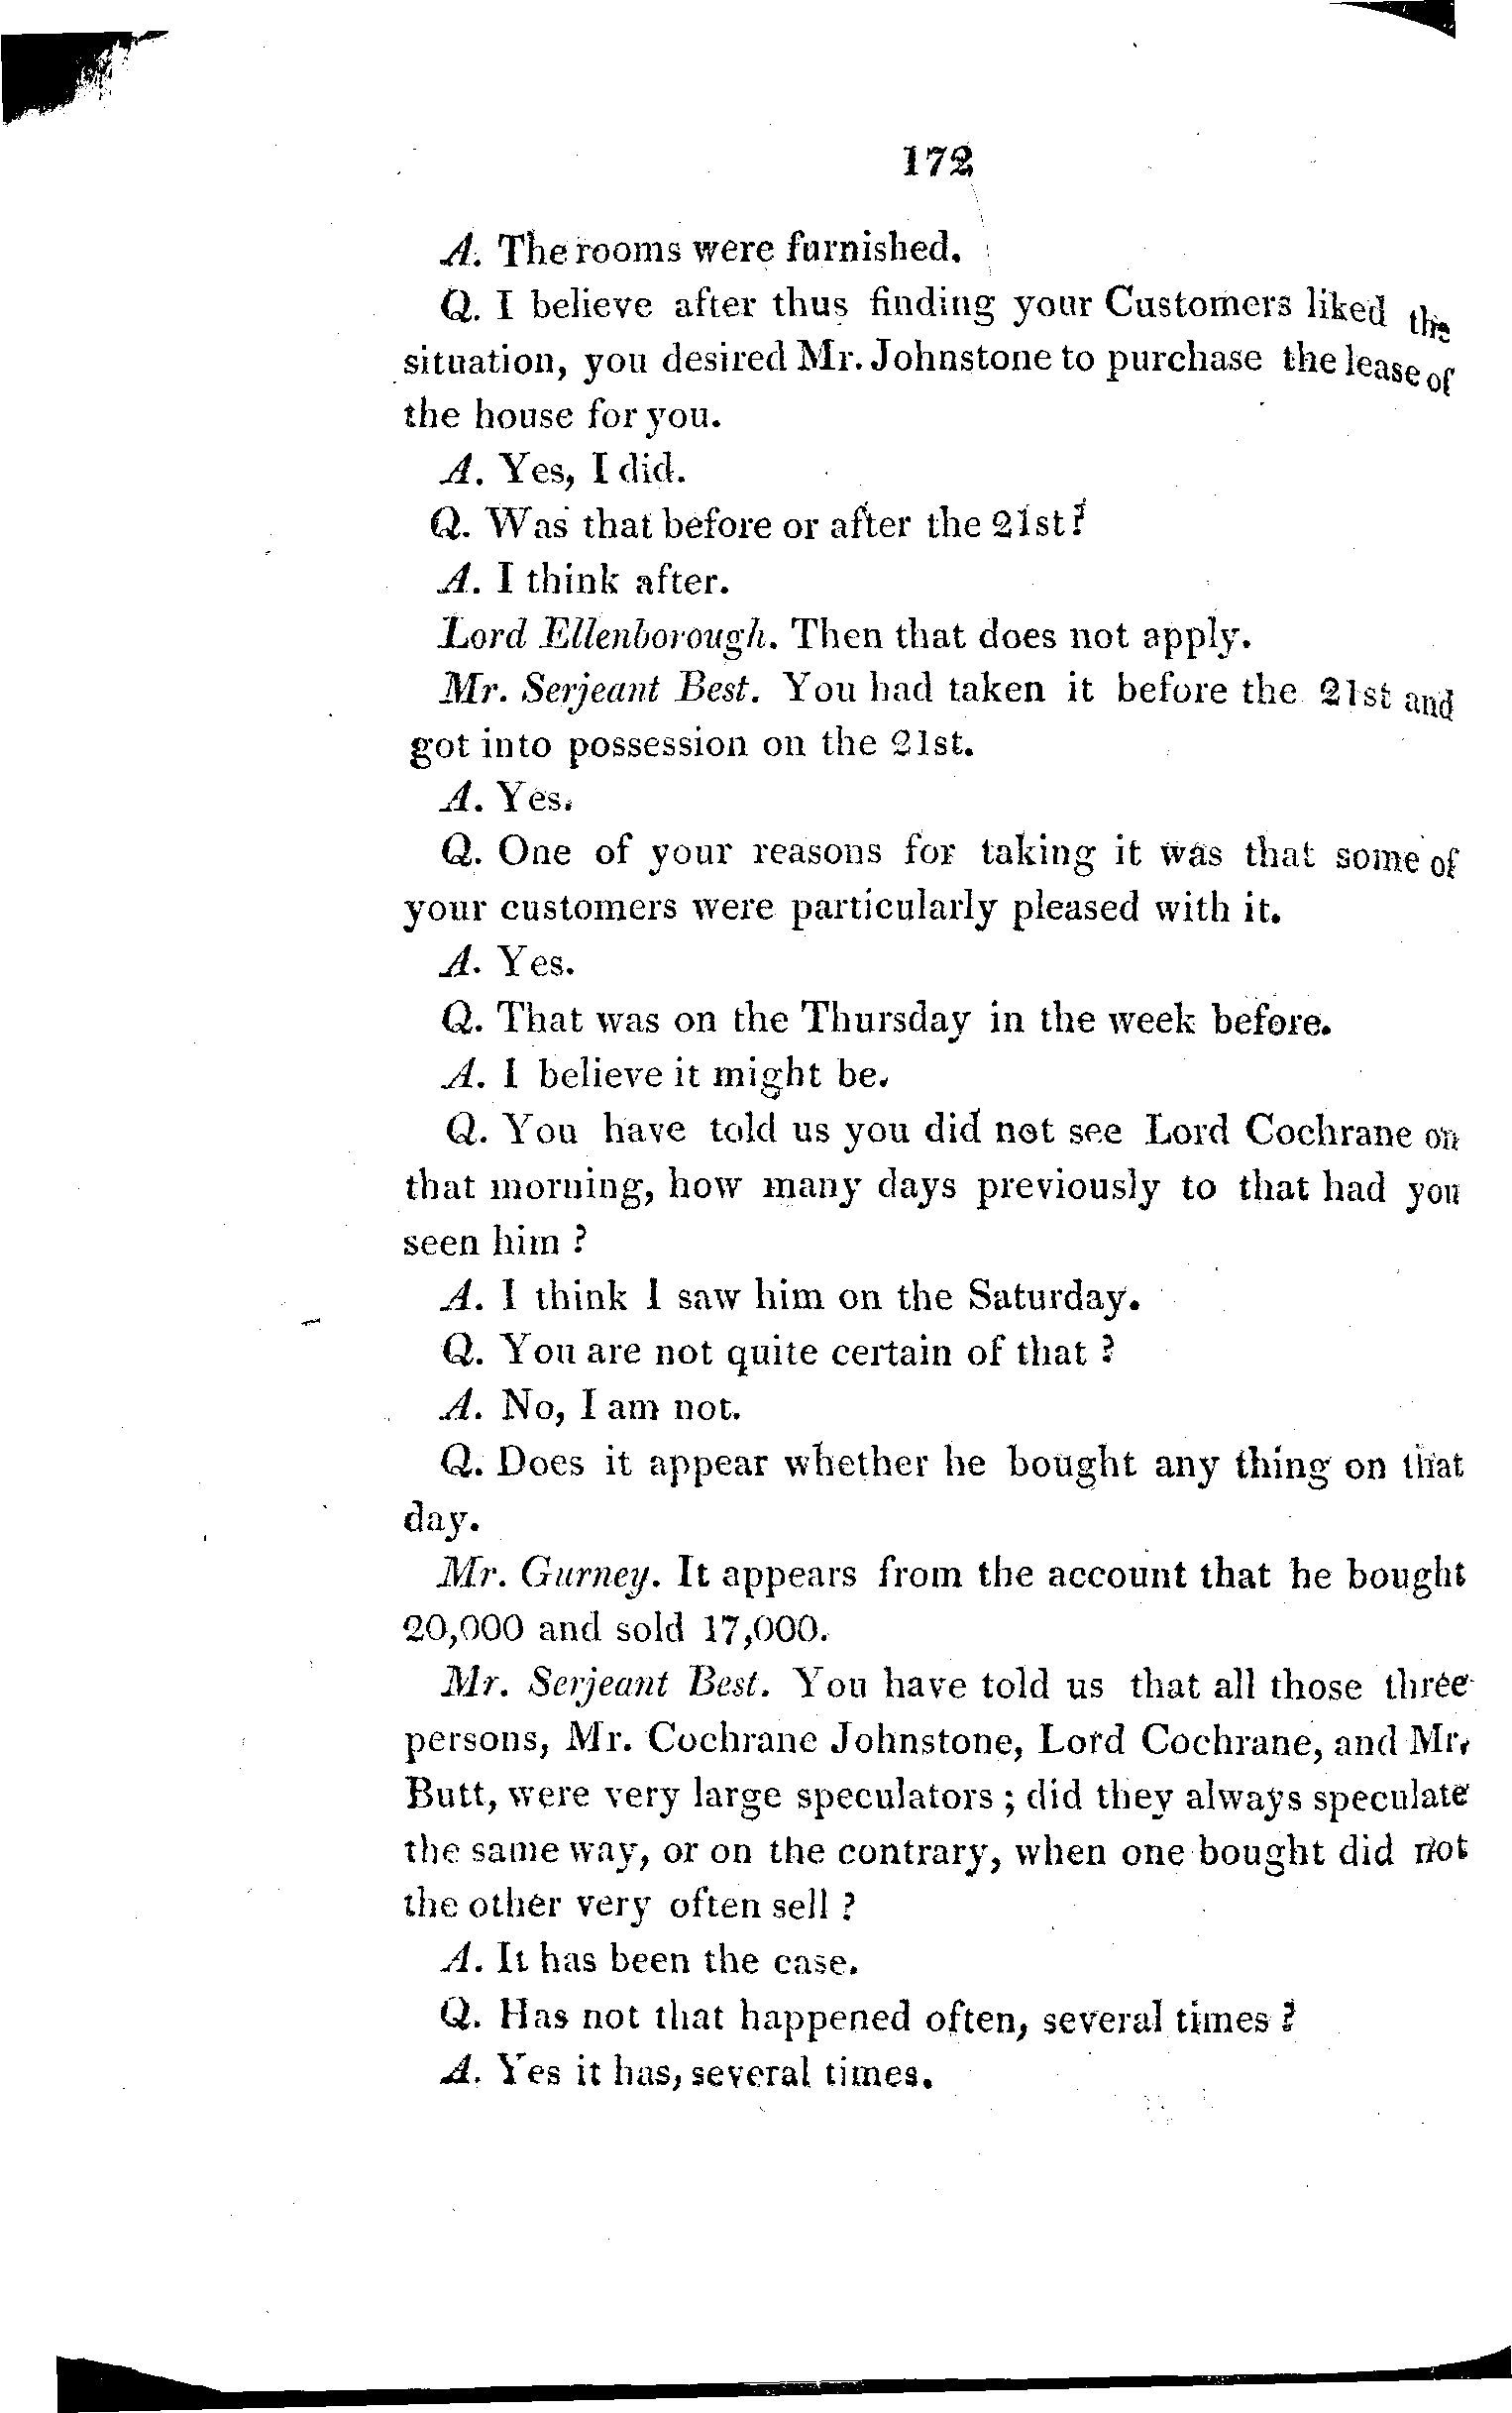 172
A. The rooms were furnished.
Q. I believe after thus finding your Customers liked the
situation, you desired Mr. Johnstone to purchase the lease of
the house for you.
A. Yes, I did.
Q. Was that before or after the 21st?
A. I think after.
Lord Ellenborough. Then that does not apply.
Mr. Serjeant Best. You had taken it before the 21st and
got into possession on the 21st.
A. Yes.
Q. One of your reasons for taking it was that some of
your customers were particularly pleased with it.
A. Yes.
Q. That was on the Thursday in the week before.
A. I believe it might be.
Q. You have told us you did not see Lord Cochrane on
that morning, how many days previously to that had you
seen him ?
A. I think I saw him on the Saturday.
Q. You are not quite certain of that ?
A. No, I am not.
Q. Does it appear whether he bought any thing on that
day.
Mr. Gurney. It appears from the account that he bought
20,000 and sold 17,000.
Mr. Serjeant Best. You have told us that all those three
persons, Mr. Cochrane Johnstone, Lord Cochrane, and Mr.
Butt, were very large speculators ; did they always speculate
the same way, or on the contrary, when one bought did not
the other very often sell ?
A. It has been the case.
Q. Has not that happened often, several times ?
A. Yes it has, several times.